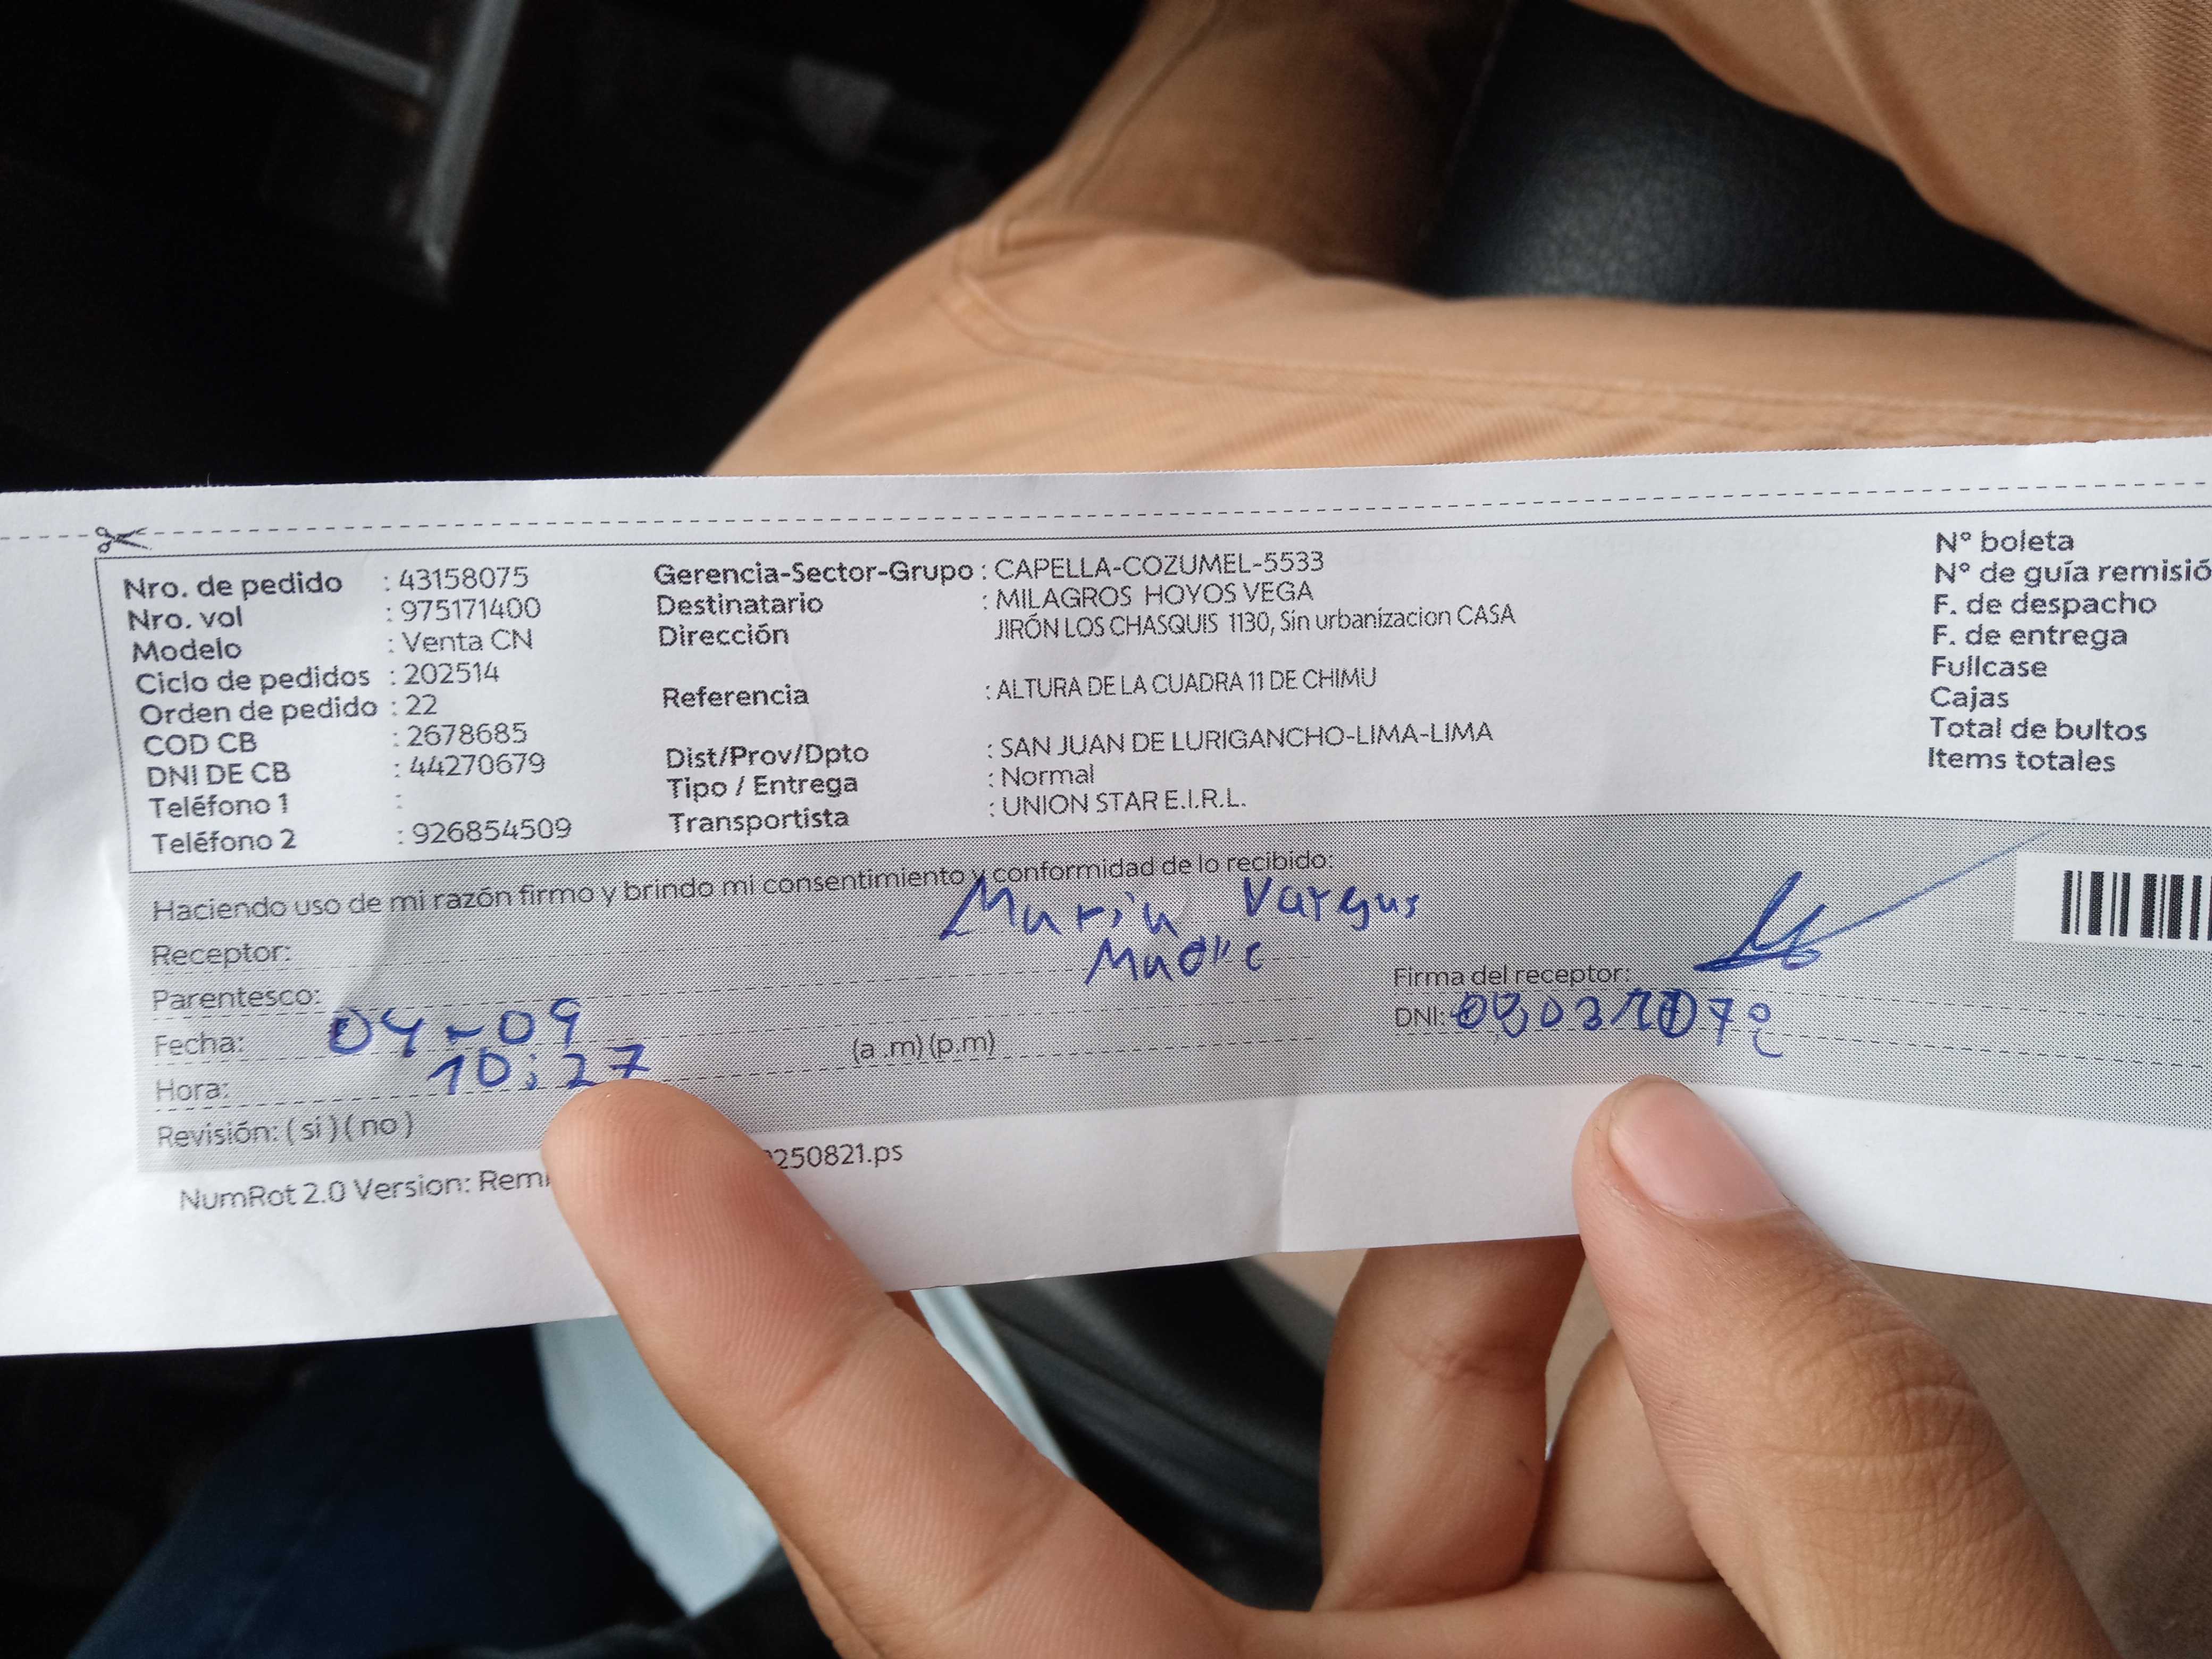 Nro. de pedido : 43158075
Nro. vol : 975171400
Modelo : Venta CN
Ciclo de pedidos : 202514
Orden de pedido : 22
COD CB : 2678685
DNI DE CB : 44270679
Teléfono 1 :
Teléfono 2 : 926854509
Gerencia-Sector-Grupo : CAPELLA-COZUMEL-5533
Destinatario : MILAGROS HOYOS VEGA
Dirección JIRÓN LOS CHASQUIS 1130, Sin urbanizacion CASA
Referencia : ALTURA DE LA CUADRA 11 DE CHIMU
Dist/Prov/Dpto : SAN JUAN DE LURIGANCHO-LIMA-LIMA
Tipo / Entrega : Normal
Transportista : UNION STAR E.I.R.L.
N° boleta
N° de guía remisió
F. de despacho
F. de entrega
Fullcase
Cajas
Total de bultos
Items totales
Haciendo uso de mi razón firmo y brindo mi consentimiento y conformidad de lo recibido:
Receptor: Maria Vargas
Parentesco: Madre
Fecha: 04-09
Hora: 10:27 (a .m) (p.m)
Revisión: ( si ) ( no )
Firma del receptor:
DNI:
NumRot 2.0 Version: Remi 250821.ps